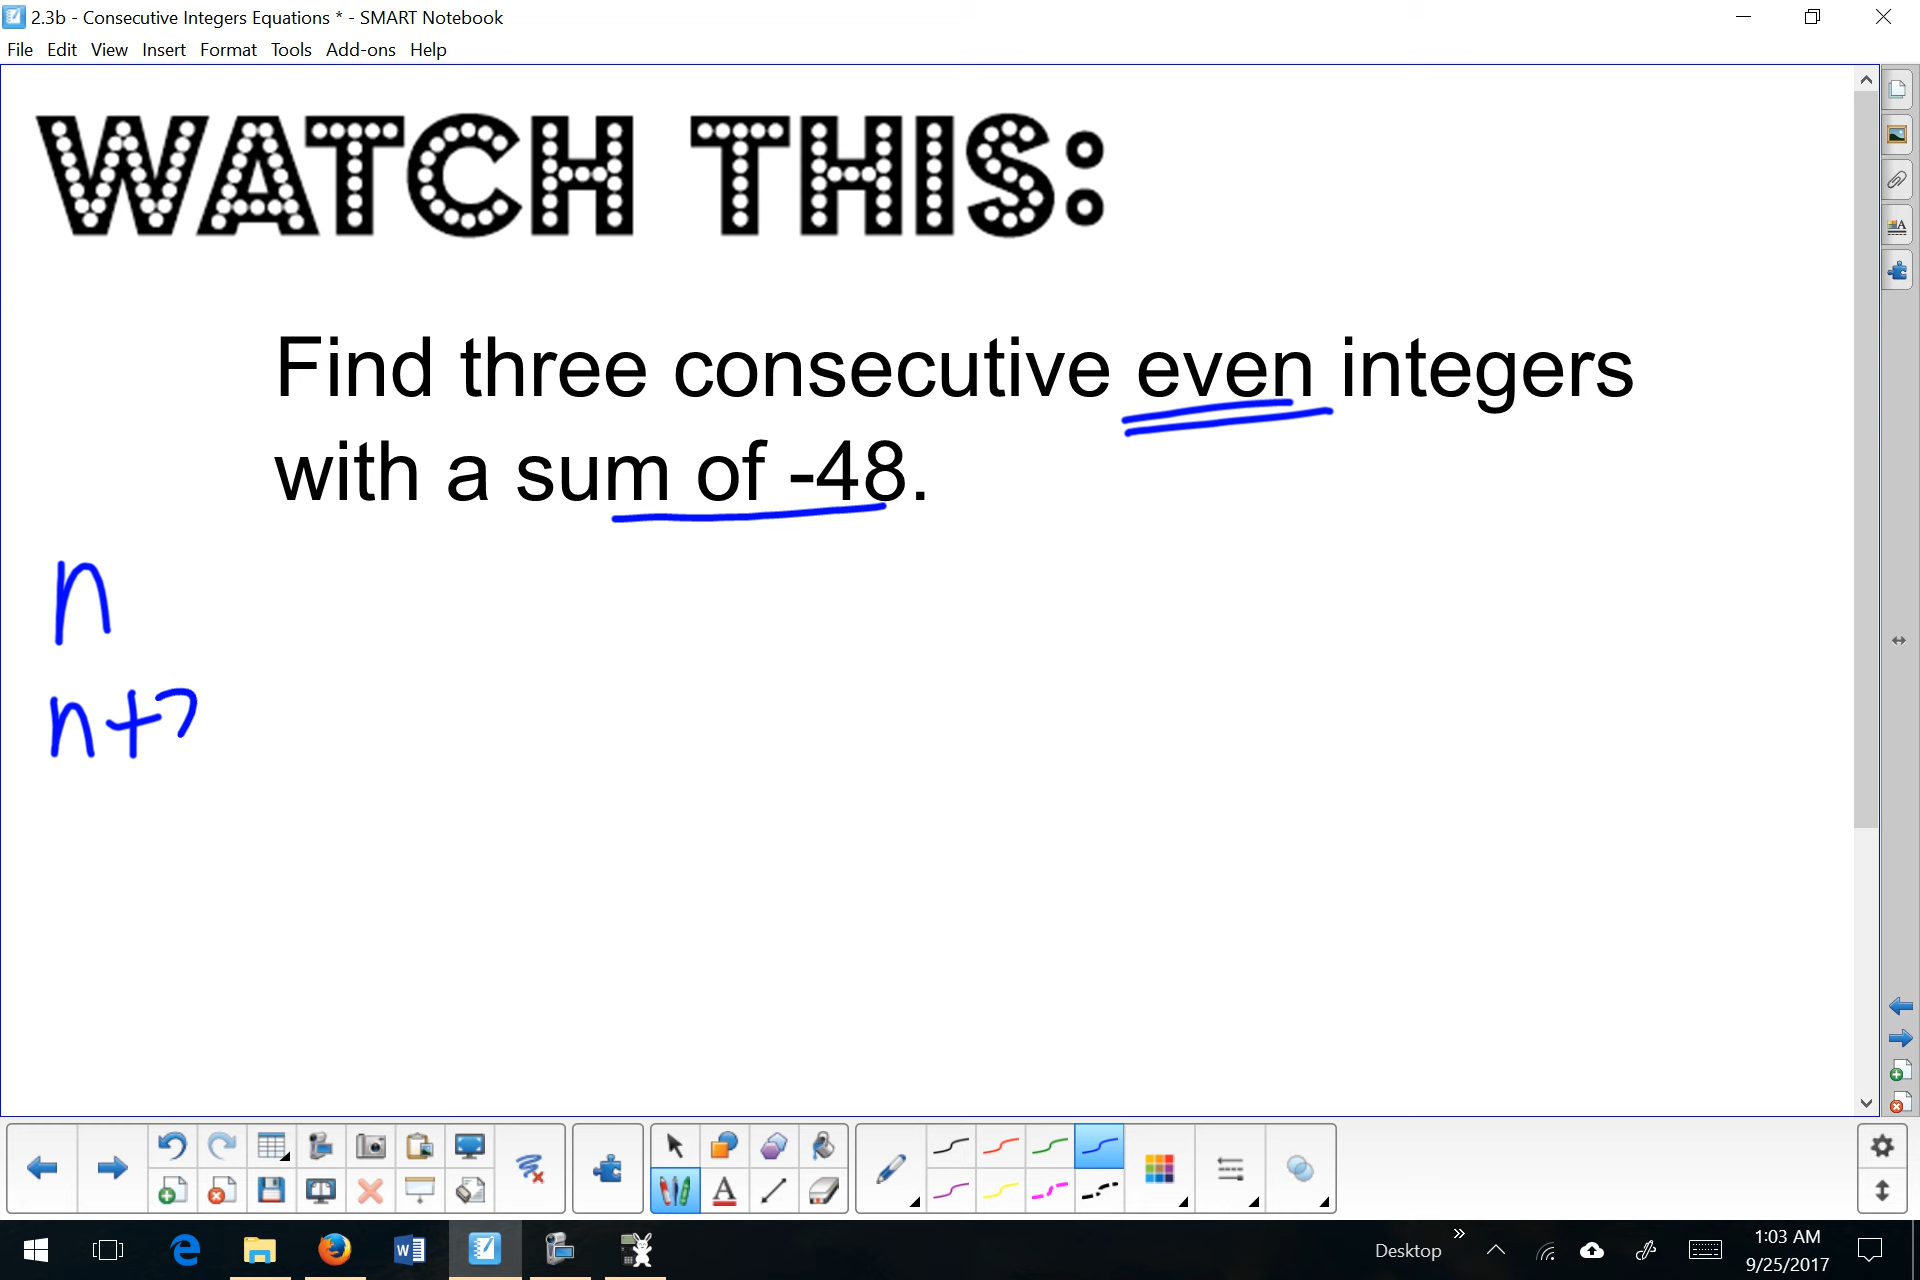 2.3b - Consecutive Integers Equations * - SMART Notebook
File Edit View Insert Format Tools Add-ons Help
WATCH THIS:
Find three consecutive even integers
with a sum of -48.
n
n+
Desktop
1:03 AM
9/25/2017